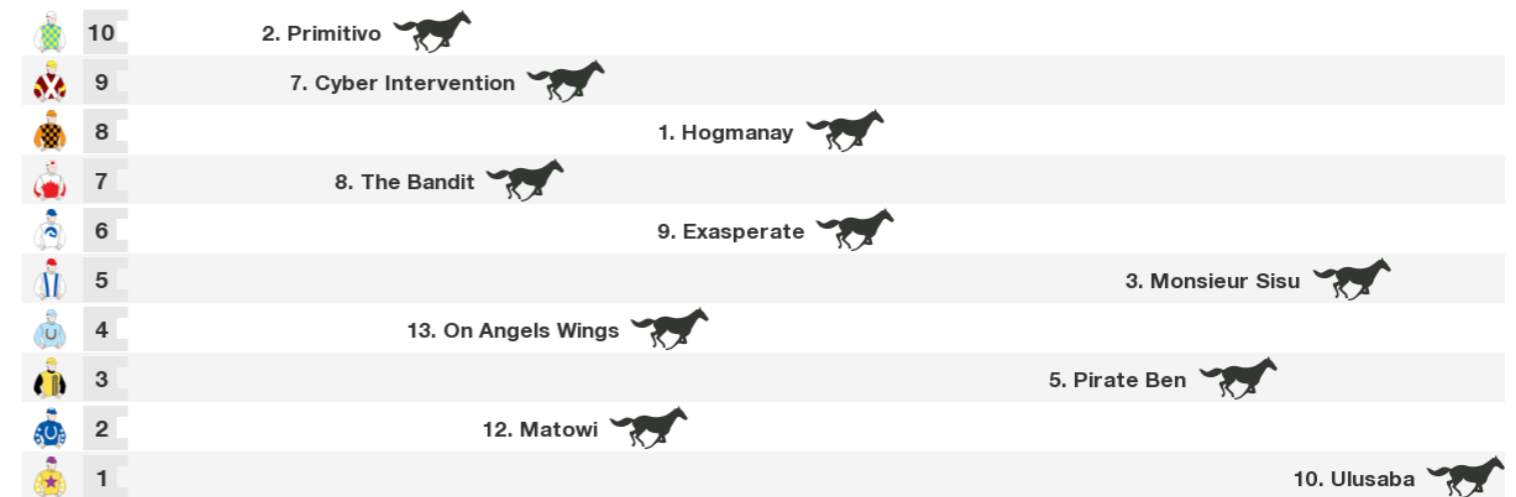 10 2. Primitivo
9 7. Cyber Intervention
8 1. Hogmanay
7 8. The Bandit
6 9. Exasperate
5 3. Monsieur Sisu
4 13. On Angels Wings
3 5. Pirate Ben
2 12. Matowi
1 10. Ulusaba